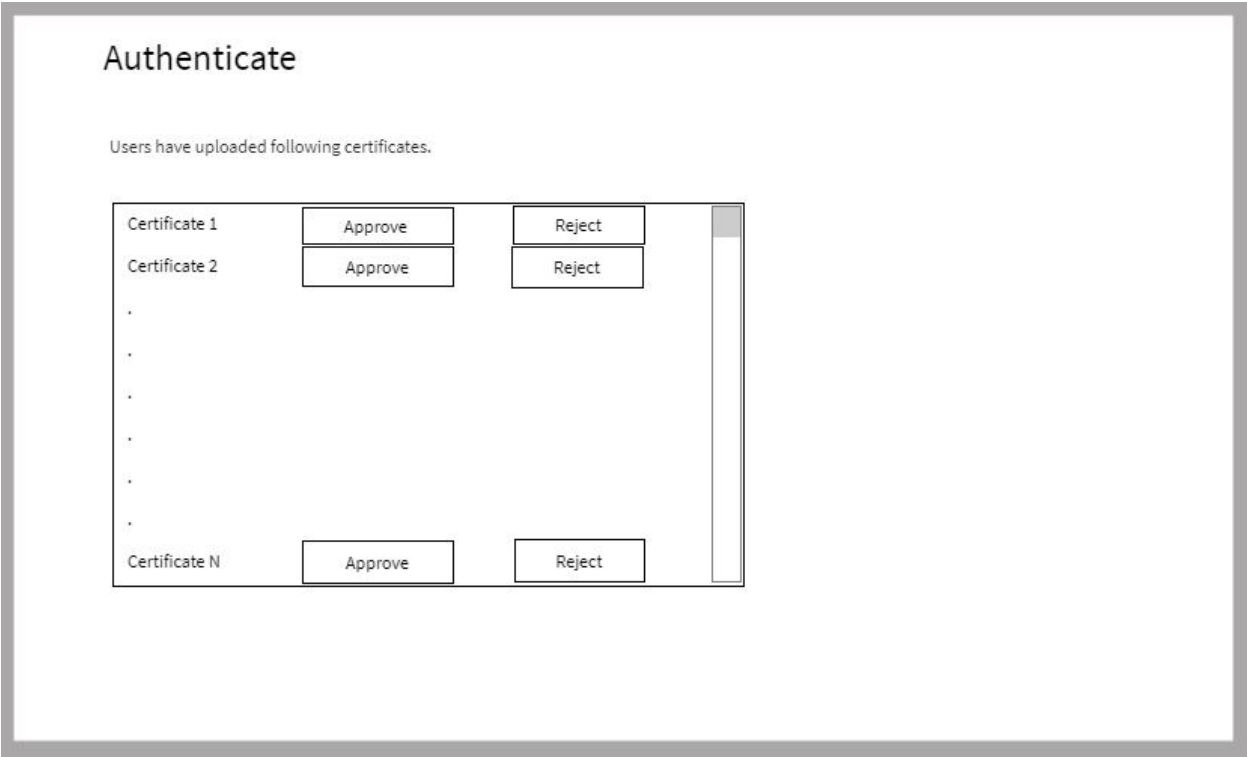 Authenticate
Users have uploaded following certificates.
Certificate 1 Approve Reject
Certificate 2 Approve Reject
.
.
.
.
.
.
Certificate N Approve Reject